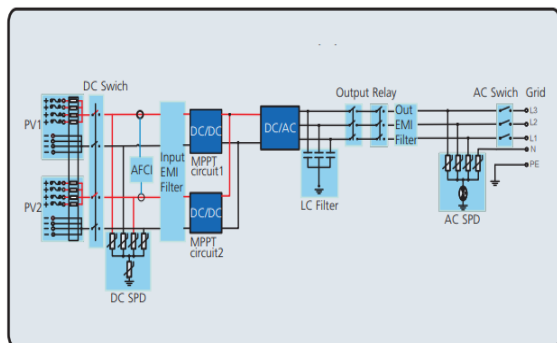 DC Swich
PV1
PV2
AFCI
Input
EMI
Filter
DC/DC
MPPT
circuit1
DC/DC
MPPT
circuit2
DC SPD
DC/AC
LC Filter
Output Relay
Out
EMI
Filter
AC Swich
Grid
L3
L2
L1
N
PE
AC SPD